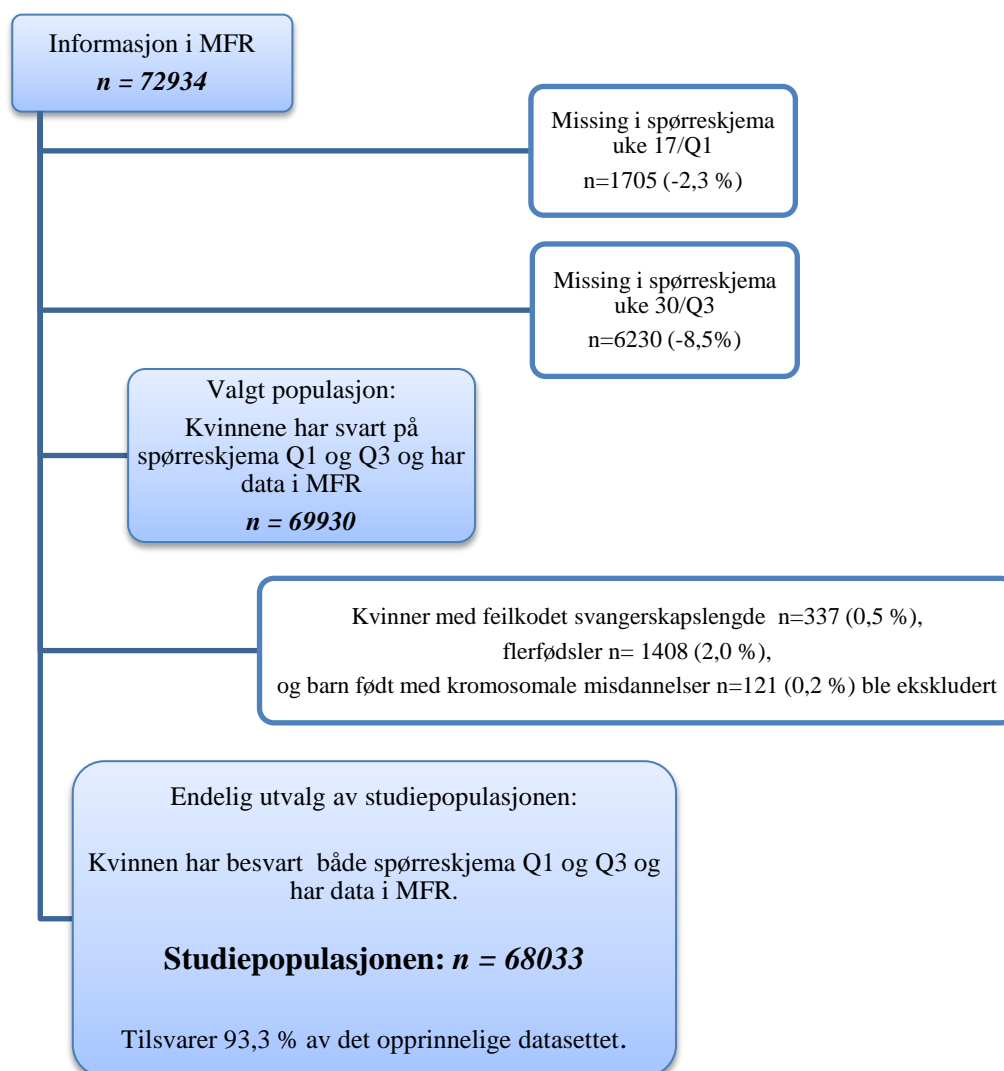 Informasjon i MFR
n = 72934
Missing i spørreskjema
uke 17/Q1
n=1705 (-2,3 %)
Missing i spørreskjema
uke 30/Q3
n=6230 (-8,5%)
Valgt populasjon:
Kvinnene har svart på
spørreskjema Q1 og Q3 og har
data i MFR
n = 69930
Kvinner med feilkodet svangerskapslengde n=337 (0,5 %),
flerfødsler n= 1408 (2,0 %),
og barn født med kromosomale misdannelser n=121 (0,2 %) ble ekskludert
Endelig utvalg av studiepopulasjonen:
Kvinnen har besvart både spørreskjema Q1 og Q3 og
har data i MFR.
Studiepopulasjonen: n = 68033
Tilsvarer 93,3 % av det opprinnelige datasettet.